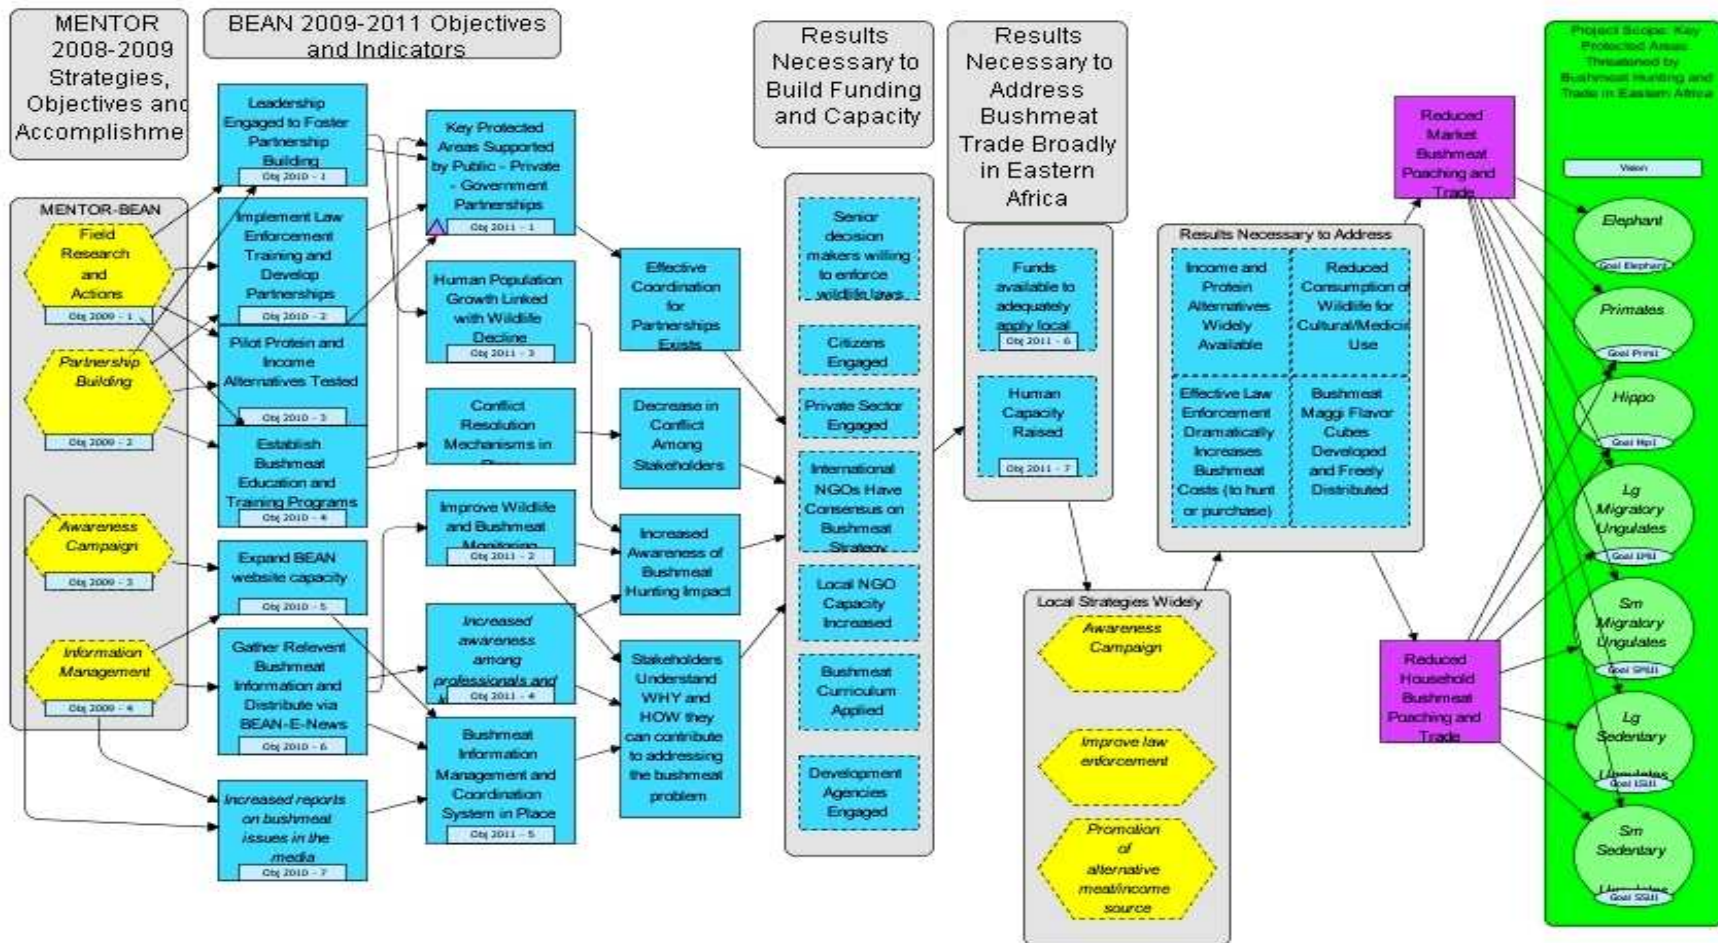 MENTOR
2008-2009
Strategies,
Objectives and
Accomplishme
BEAN 2009-2011 Objectives
and Indicators
Results
Necessary to
Build Funding
and Capacity
Results
Necessary to
Address
Bushmeat
Trade Broadly
in Eastern
Africa
MENTOR-BEAN
Field
Research
and
Actions
Obj 2009 - 1
Partnership
Building
Obj 2009 - 2
Awareness
Campaign
Obj 2009 - 3
Information
Management
Obj 2009 - 4
Leadership
Engaged to Foster
Partnership
Building
Obj 2010 - 1
Implement Law
Enforcement
Training and
Develop
Partnerships
Obj 2010 - 2
Pilot Protein and
Income
Alternatives Tested
Obj 2010 - 3
Establish
Bushmeat
Education and
Training Programs
Obj 2010 - 4
Expand BEAN
website capacity
Obj 2010 - 5
Gather Relevent
Bushmeat
Information and
Distribute via
BEAN-E-News
Obj 2010 - 6
Increased reports
on bushmeat
issues in the
media
Obj 2010 - 7
Key Protected
Areas Supported
by Public - Private
- Government
Partnerships
Obj 2011 - 1
Human Population
Growth Linked
with Wildlife
Decline
Obj 2011 - 3
Conflict
Resolution
Mechanisms in
Improve Wildlife
and Bushmeat
Monitoring
Obj 2011 - 2
Increased
awareness
among
professionals and
Obj 2011 - 4
Bushmeat
Information
Management and
Coordination
System in Place
Obj 2011 - 5
Effective
Coordination
for
Partnerships
Exists
Decrease in
Conflict
Among
Stakeholders
Increased
Awareness of
Bushmeat
Hunting Impact
Stakeholders
Understand
WHY and
HOW they
can contribute
to addressing
the bushmeat
problem
Senior
decision
makers willing
to enforce
wildlife laws
Citizens
Engaged
Private Sector
Engaged
International
NGOs Have
Consensus on
Bushmeat
Strategy
Local NGO
Capacity
Increased
Bushmeat
Curriculum
Applied
Development
Agencies
Engaged
Funds
available to
adequately
apply local
Obj 2011 - 6
Human
Capacity
Raised
Obj 2011 - 7
Local Strategies Widely
Awareness
Campaign
Improve law
enforcement
Promotion
of
alternative
meat/income
source
Results Necessary to Address
Income and
Protein
Alternatives
Widely
Available
Reduced
Consumption of
Wildlife for
Cultural/Medicin
Use
Effective Law
Enforcement
Dramatically
Increases
Bushmeat
Costs (to hunt
or purchase)
Bushmeat
Maggi Flavor
Cubes
Developed
and Freely
Distributed
Reduced
Market
Bushmeat
Poaching and
Trade
Reduced
Household
Bushmeat
Poaching and
Trade
Project Scope: Key
Protected Areas
Threatened by
Bushmeat Hunting and
Trade in Eastern Africa
Vision
Elephant
Goal Elephant
Primates
Goal Prim1
Hippo
Goal Hip1
Lg
Migratory
Ungulates
Sm
Migratory
Ungulates
Lg
Sedentary
Ungulates
Sm
Sedentary
Ungulates